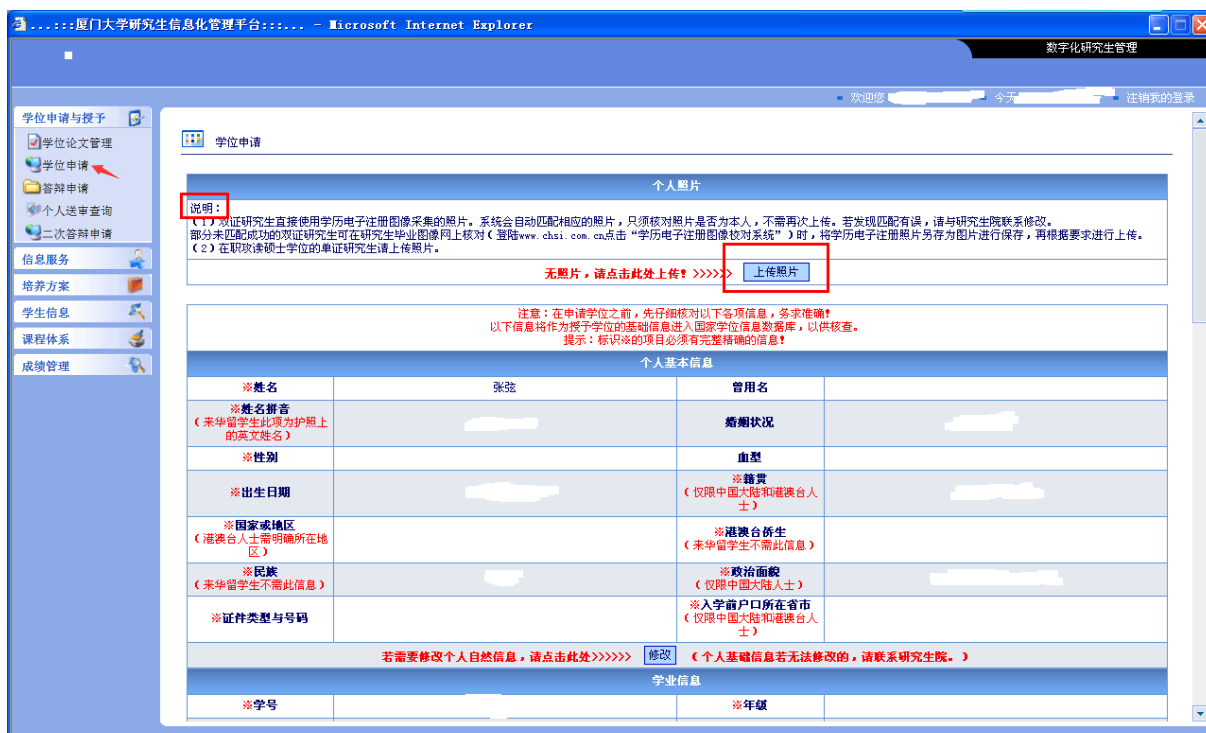 ...:::厦门大学研究生信息化管理平台:::... - Microsoft Internet Explorer
数字化研究生管理
欢迎您
今天
注销我的登录
学位申请与授予
学位论文管理
学位申请
答辩申请
个人送审查询
二次答辩申请
信息服务
培养方案
学生信息
课程体系
成绩管理
学位申请
个人照片
说明:
(1)双证研究生直接使用学历电子注册图像采集的照片。系统会自动匹配相应的照片,只须核对照片是否为本人,不需再次上传。若发现匹配有误,请与研究生院联系修改。
部分未匹配成功的双证研究生可在研究生毕业图像网上核对(登陆www.chsi.com.cn点击“学历电子注册图像校对系统”)时,将学历电子注册照片另存为图片进行保存,再根据要求进行上传。
(2)在职攻读硕士学位的单证研究生请上传照片。
无照片,请点击此处上传! >>>>>> 上传照片
注意:在申请学位之前,先仔细核对以下各项信息,务求准确!
以下信息将作为授予学位的基础信息进入国家学位信息数据库,以供核查。
提示:标识※的项目必须有完整精确的信息!
个人基本信息
※姓名 张弦 曾用名
※姓名拼音
(来华留学生此项为护照上的英文姓名)
婚姻状况
※性别 血型
※出生日期
※籍贯
(仅限中国大陆和港澳台人士)
※国家或地区
(港澳台人士需明确所在地区)
※港澳台侨生
(来华留学生不需此信息)
※民族
(来华留学生不需此信息)
※政治面貌
(仅限中国大陆人士)
※证件类型与号码
※入学前户口所在省市
(仅限中国大陆和港澳台人士)
若需要修改个人自然信息,请点击此处>>>>>> 修改 (个人基础信息若无法修改的,请联系研究生院。)
学业信息
※学号 ※年级